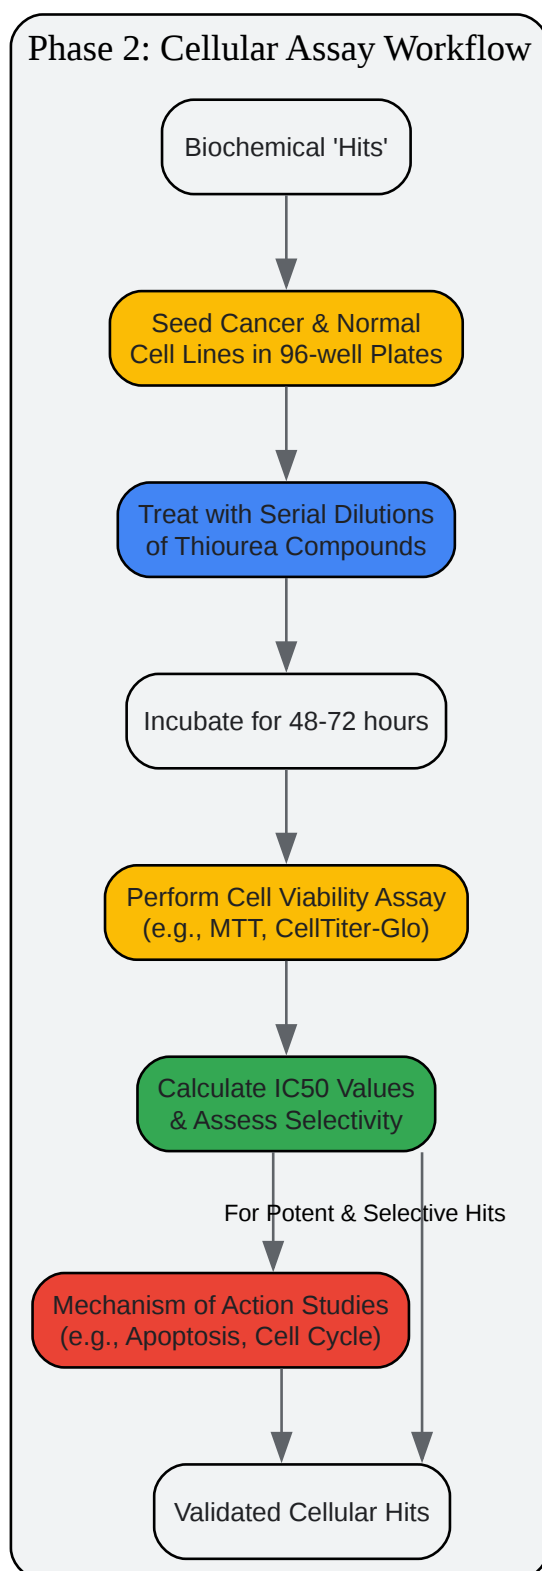 Phase 2: Cellular Assay Workflow
Biochemical 'Hits'
Seed Cancer & Normal
Cell Lines in 96-well Plates
Treat with Serial Dilutions
of Thiourea Compounds
Incubate for 48-72 hours
Perform Cell Viability Assay
(e.g., MTT, CellTiter-Glo)
Calculate IC50 Values
& Assess Selectivity
For Potent & Selective Hits
Mechanism of Action Studies
(e.g., Apoptosis, Cell Cycle)
Validated Cellular Hits